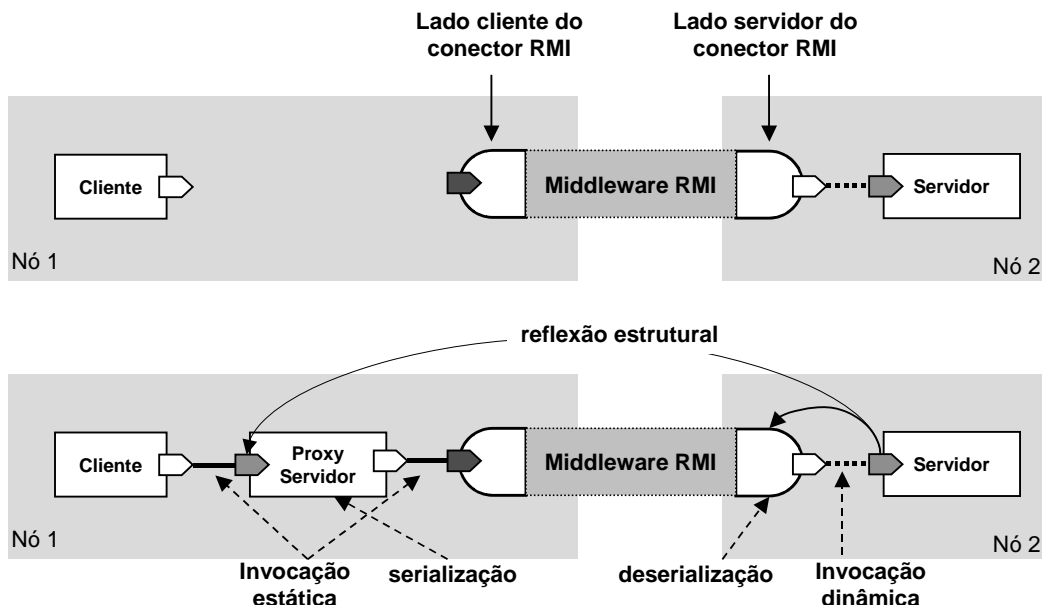 Lado cliente do
conector RMI
Lado servidor do
conector RMI
Cliente
Middleware RMI
Servidor
Nó 1
Nó 2
reflexão estrutural
Cliente
Proxy
Servidor
Middleware RMI
Servidor
Nó 1
Nó 2
Invocação
estática
serialização
deserialização
Invocação
dinâmica